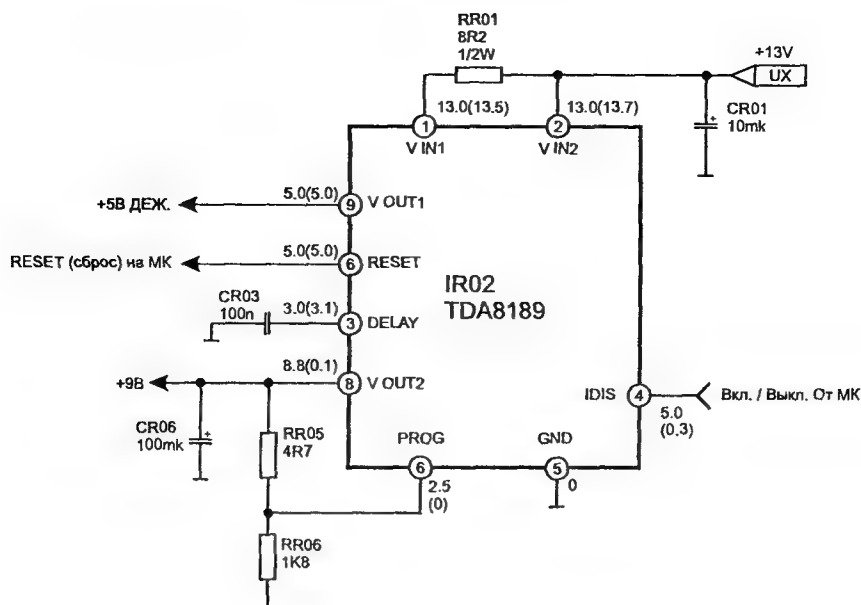 RR01
8R2
1/2W
+13V
UX
13.0(13.5)
13.0(13.7)
CR01
10mk
1
2
V IN1
V IN2
+5В ДЕЖ.
5.0(5.0)
9
V OUT1
RESET (сброс) на МК
5.0(5.0)
6
RESET
IR02
TDA8189
CR03
100n
3.0(3.1)
3
DELAY
+9В
8.8(0.1)
8
V OUT2
IDIS
4
5.0
(0.3)
Вкл. / Выкл. От МК
CR06
100mk
RR05
4R7
PROG
6
2.5
(0)
GND
5
0
RR06
1K8